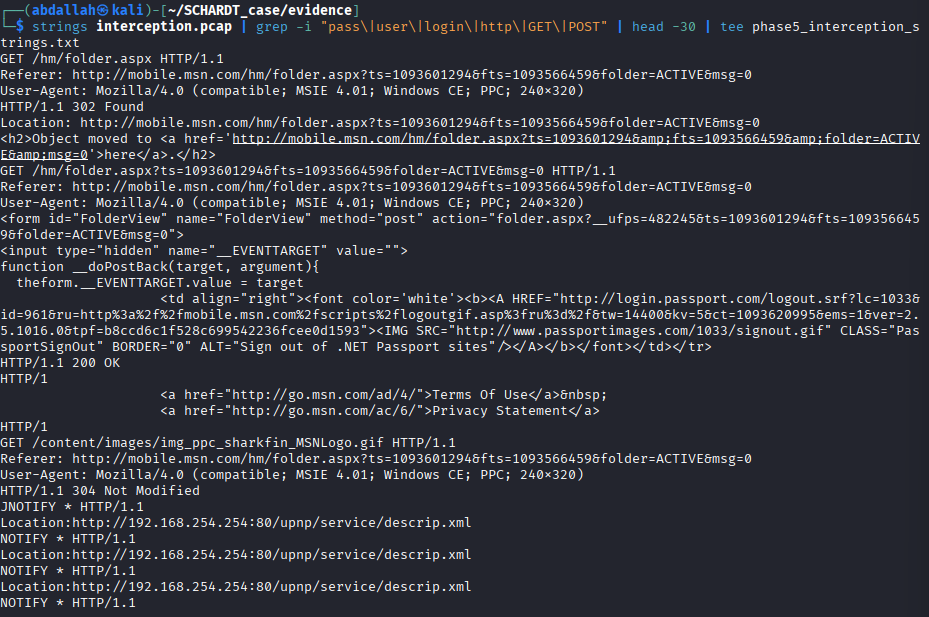 ┌──(abdallah㉿kali)-[~/SCHARDT_case/evidence]
└─$ strings interception.pcap | grep -i "pass\|user\|login\|http\|GET\|POST" | head -30 | tee phase5_interception_s
trings.txt
GET /hm/folder.aspx HTTP/1.1
Referer: http://mobile.msn.com/hm/folder.aspx?ts=1093601294&fts=1093566459&folder=ACTIVE&msg=0
User-Agent: Mozilla/4.0 (compatible; MSIE 4.01; Windows CE; PPC; 240×320)
HTTP/1.1 302 Found
Location: http://mobile.msn.com/hm/folder.aspx?ts=1093601294&fts=1093566459&folder=ACTIVE&msg=0
<h2>Object moved to <a href='http://mobile.msn.com/hm/folder.aspx?ts=1093601294&amp;fts=1093566459&amp;folder=ACTIV
E&amp;msg=0'>here</a>.</h2>
GET /hm/folder.aspx?ts=1093601294&fts=1093566459&folder=ACTIVE&msg=0 HTTP/1.1
Referer: http://mobile.msn.com/hm/folder.aspx?ts=1093601294&fts=1093566459&folder=ACTIVE&msg=0
User-Agent: Mozilla/4.0 (compatible; MSIE 4.01; Windows CE; PPC; 240×320)
<form id="FolderView" name="FolderView" method="post" action="folder.aspx?__ufps=482245&ts=1093601294&fts=109356645
9&folder=ACTIVE&msg=0">
<input type="hidden" name="__EVENTTARGET" value="">
function __doPostBack(target, argument){
  theform.__EVENTTARGET.value = target
                    <td align="right"><font color='white'><b><A HREF="http://login.passport.com/logout.srf?lc=1033&
id=961&ru=http%3a%2f%2fmobile.msn.com%2fscripts%2flogoutgif.asp%3fru%3d%2f&tw=14400&kv=5&ct=1093620995&ems=1&ver=2.
5.1016.0&tpf=b8ccd6c1f528c699542236fcee0d1593"><IMG SRC="http://www.passportimages.com/1033/signout.gif" CLASS="Pas
sportSignOut" BORDER="0" ALT="Sign out of .NET Passport sites"/></A></b></font></td></tr>
HTTP/1.1 200 OK
HTTP/1
                    <a href="http://go.msn.com/ad/4/">Terms Of Use</a>&nbsp;
                    <a href="http://go.msn.com/ac/6/">Privacy Statement</a>
HTTP/1
GET /content/images/img_ppc_sharkfin_MSNLogo.gif HTTP/1.1
Referer: http://mobile.msn.com/hm/folder.aspx?ts=1093601294&fts=1093566459&folder=ACTIVE&msg=0
User-Agent: Mozilla/4.0 (compatible; MSIE 4.01; Windows CE; PPC; 240×320)
HTTP/1.1 304 Not Modified
JNOTIFY * HTTP/1.1
Location:http://192.168.254.254:80/upnp/service/descrip.xml
NOTIFY * HTTP/1.1
Location:http://192.168.254.254:80/upnp/service/descrip.xml
NOTIFY * HTTP/1.1
Location:http://192.168.254.254:80/upnp/service/descrip.xml
NOTIFY * HTTP/1.1